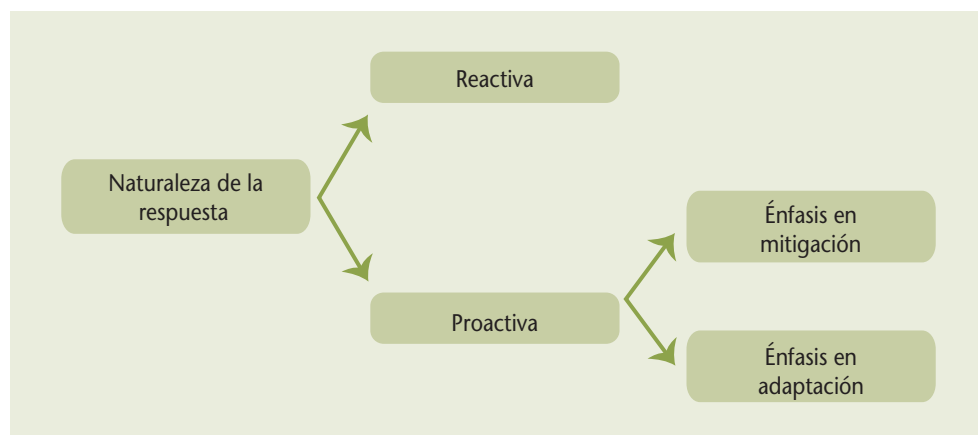 Reactiva
Naturaleza de la
respuesta
Énfasis en
mitigación
Proactiva
Énfasis en
adaptación